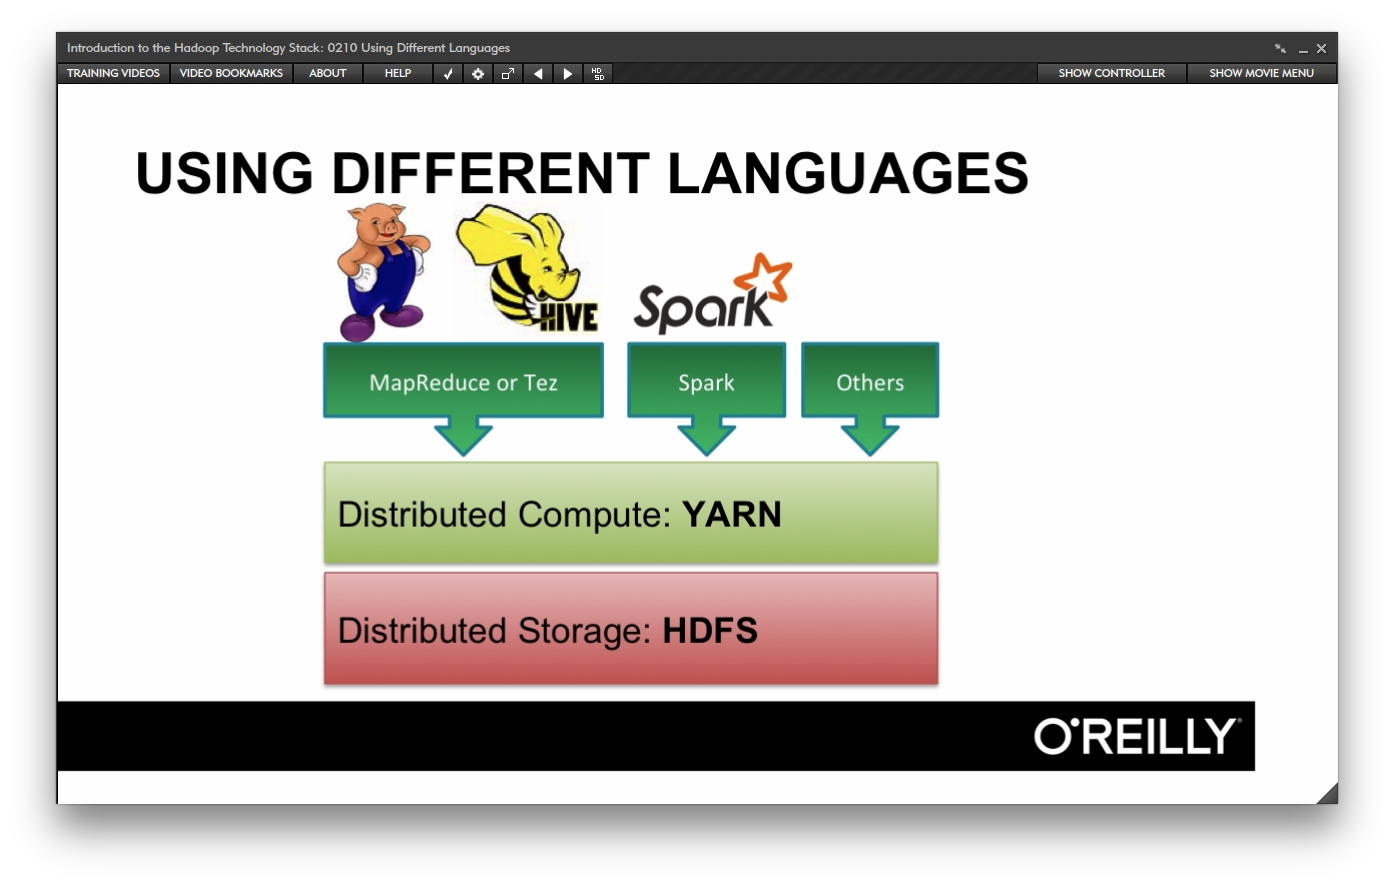 Introduction to the Hadoop Technology Stack: 0210 Using Different Languages
TRAINING VIDEOS VIDEO BOOKMARKS ABOUT HELP HD SD SHOW CONTROLLER SHOW MOVIE MENU
USING DIFFERENT LANGUAGES
HIVE
Spark
MapReduce or Tez Spark Others
Distributed Compute: YARN
Distributed Storage: HDFS
O'REILLY